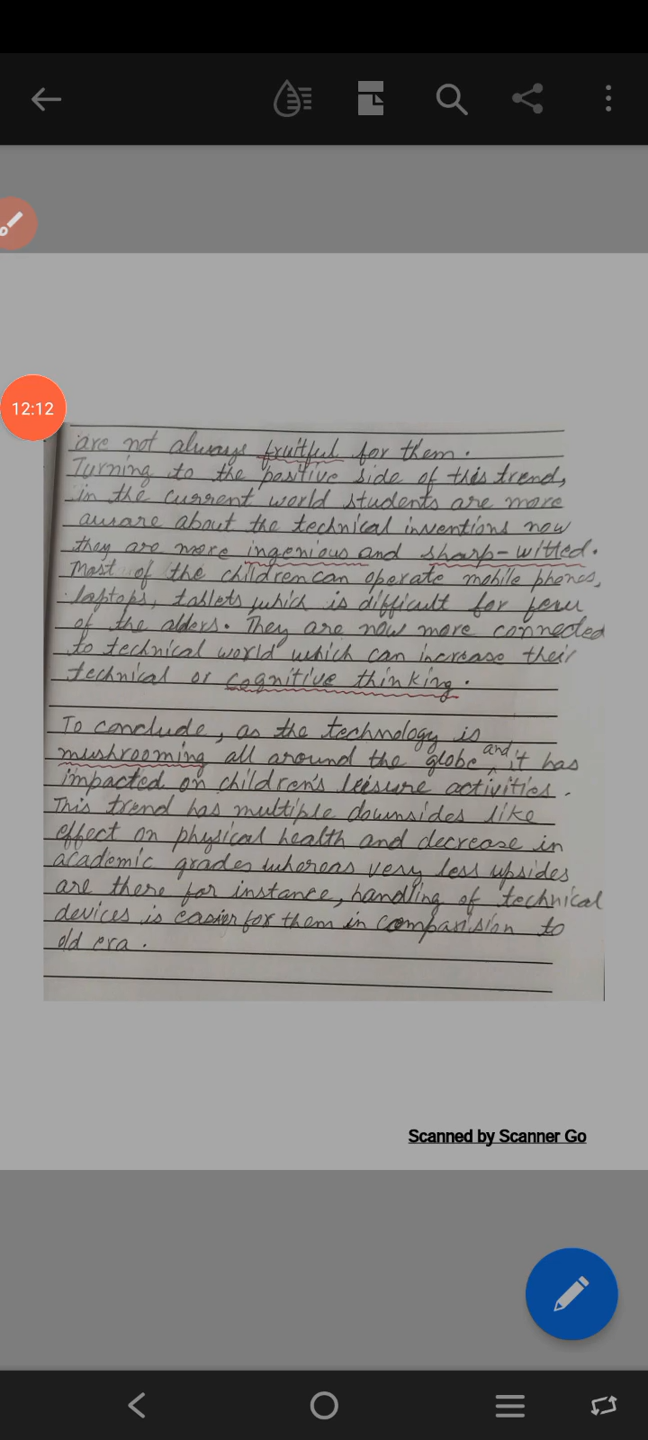 12:12
are not always fruitful for them.
Turning to the positive side of this trend,
in the current world students are more
aware about the technical inventions now
they are more ingenious and sharp-witted.
Most of the children can operate mobile phones,
laptops, tablets which is difficult for few
of the alders. They are now more connected
to technical world which can increase their
technical or cognitive thinking.
To conclude, as the technology is
mushrooming all around the globe and it has
impacted on children's leisure activities.
This trend has multiple downsides like
effect on physical health and decrease in
academic grades whereas very less upsides
are there for instance, handling of technical
devices is easier for them in comparision to
old era.
Scanned by Scanner Go